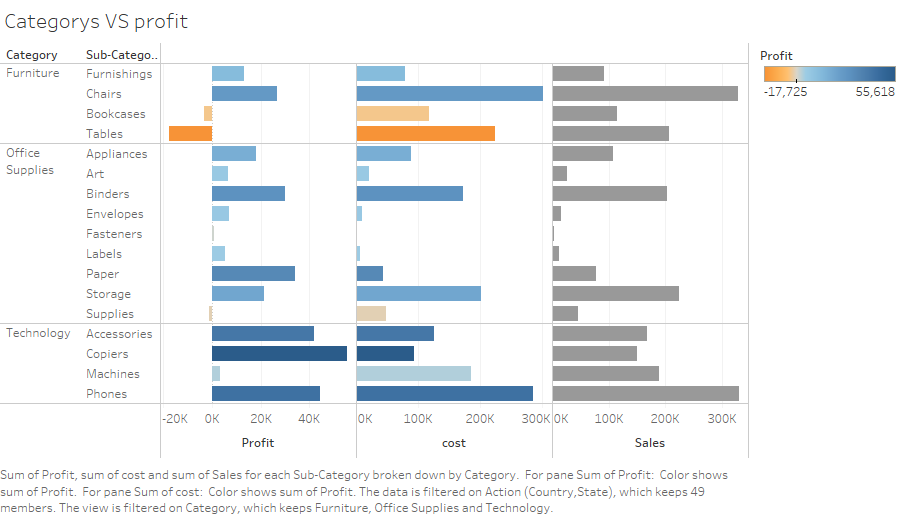 Categorys VS profit
Category Sub-Catego.. Profit
Furniture Furnishings
Chairs
Bookcases
Tables
-17,725 55,618
Office Supplies Appliances
Art
Binders
Envelopes
Fasteners
Labels
Paper
Storage
Supplies
Technology Accessories
Copiers
Machines
Phones
-20K 0K 20K 40K 0K 100K 200K 300K 0K 100K 200K 300K
Profit cost Sales
Sum of Profit, sum of cost and sum of Sales for each Sub-Category broken down by Category. For pane Sum of Profit: Color shows
sum of Profit. For pane Sum of cost: Color shows sum of Profit. The data is filtered on Action (Country,State), which keeps 49
members. The view is filtered on Category, which keeps Furniture, Office Supplies and Technology.